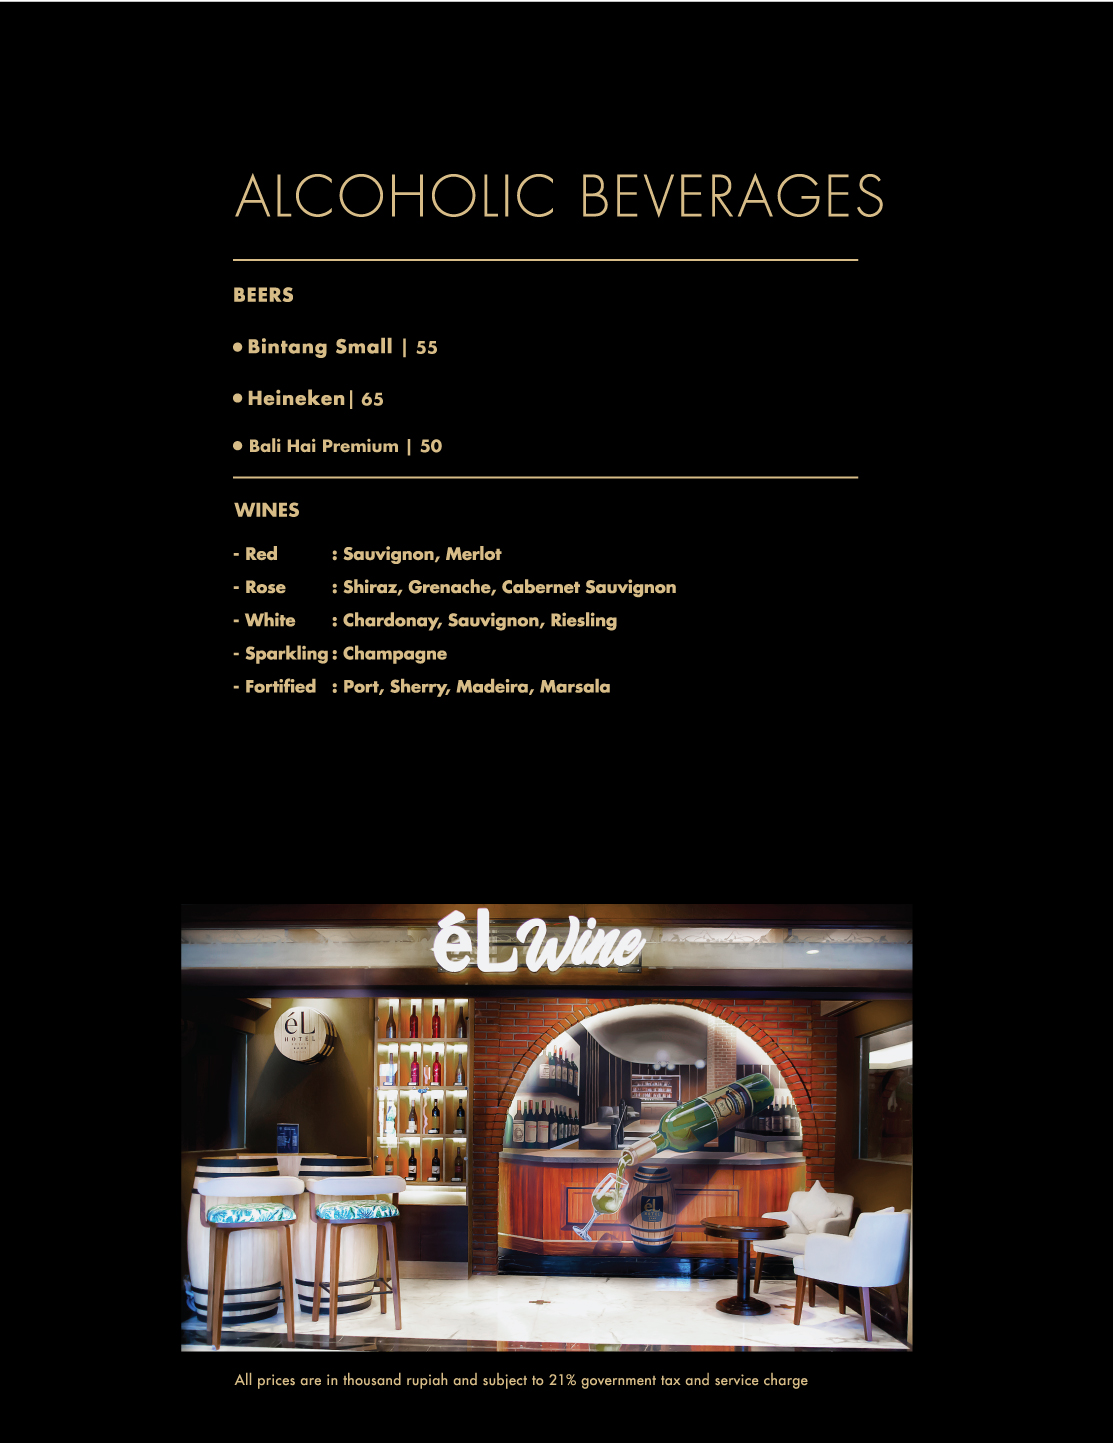 ALCOHOLIC BEVERAGES
BEERS
• Bintang Small | 55
• Heineken| 65
• Bali Hai Premium | 50
WINES
- Red : Sauvignon, Merlot
- Rose : Shiraz, Grenache, Cabernet Sauvignon
- White : Chardonay, Sauvignon, Riesling
- Sparkling : Champagne
- Fortified : Port, Sherry, Madeira, Marsala
éL Wine
éL
HOTEL
éL
All prices are in thousand rupiah and subject to 21% government tax and service charge